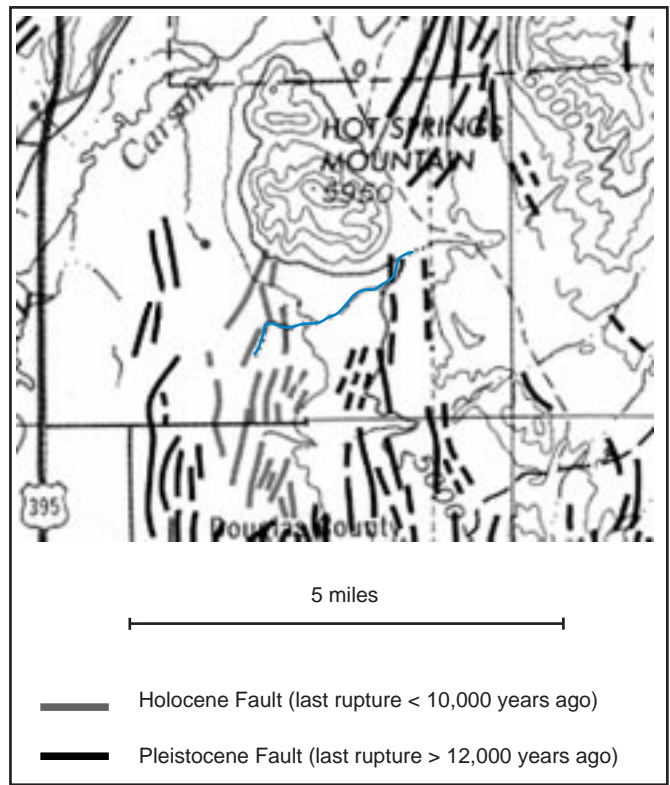 Carson
HOT SPRINGS
MOUNTAIN
5950
5000
395
Douglas County
5 miles
Holocene Fault (last rupture < 10,000 years ago)
Pleistocene Fault (last rupture > 12,000 years ago)